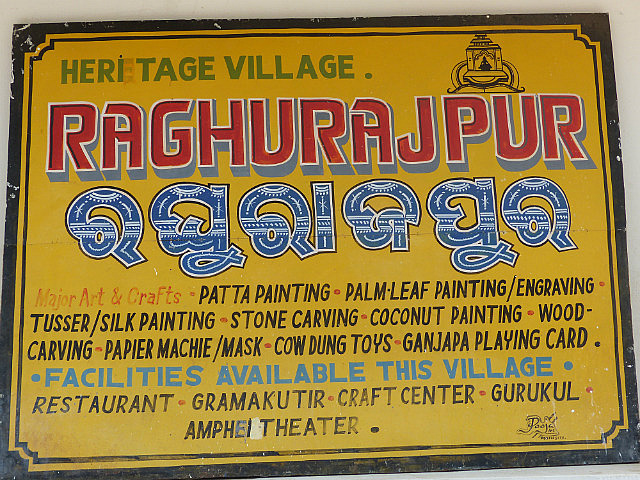 HERITAGE VILLAGE .
RAGHURAJPUR
ରଘୁରାଜପୁର
Major Art & Crafts • PATTA PAINTING • PALM-LEAF PAINTING/ENGRAVING •
TUSSER/SILK PAINTING • STONE CARVING • COCONUT PAINTING • WOOD-
CARVING • PAPIER MACHIE/MASK • COW DUNG TOYS • GANJAPA PLAYING CARD .
• FACILITIES AVAILABLE THIS VILLAGE •
RESTAURANT • GRAMAKUTIR • CRAFT CENTER • GURUKUL •
AMPHEITHEATER .